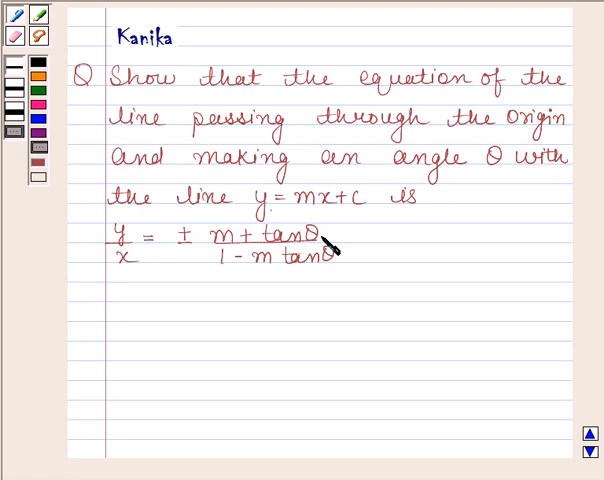 Kanika
Q Show that the equation of the
line passing through the origin
and making an angle θ with
the line y = mx+c is
y/x = ± m + tanθ / 1 - m tanθ